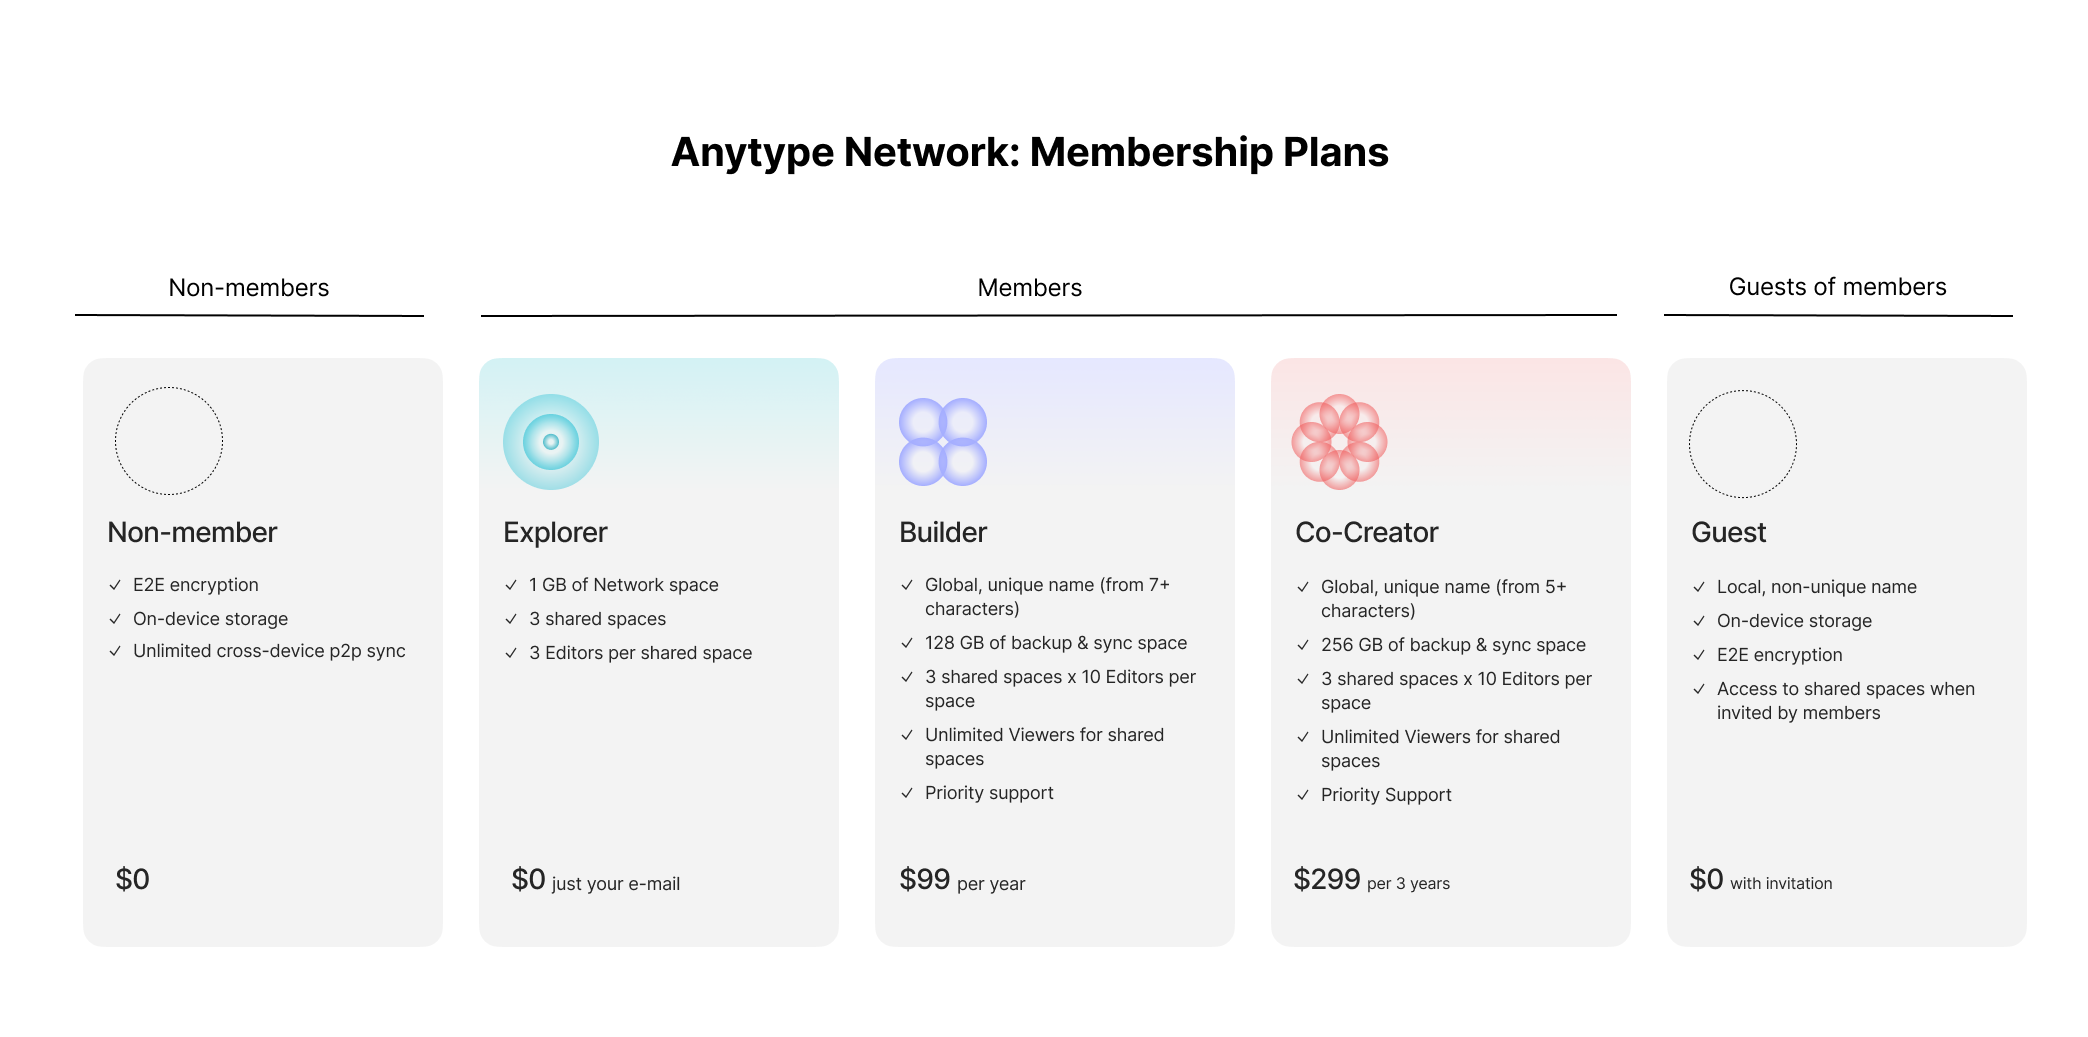 Anytype Network: Membership Plans
Non-members
Members
Guests of members
Non-member
E2E encryption
On-device storage
Unlimited cross-device p2p sync
$0
Explorer
1 GB of Network space
3 shared spaces
3 Editors per shared space
$0 just your e-mail
Builder
Global, unique name (from 7+
characters)
128 GB of backup & sync space
3 shared spaces x 10 Editors per
space
Unlimited Viewers for shared
spaces
Priority support
$99 per year
Co-Creator
Global, unique name (from 5+
characters)
256 GB of backup & sync space
3 shared spaces x 10 Editors per
space
Unlimited Viewers for shared
spaces
Priority Support
$299 per 3 years
Guest
Local, non-unique name
On-device storage
E2E encryption
Access to shared spaces when
invited by members
$0 with invitation